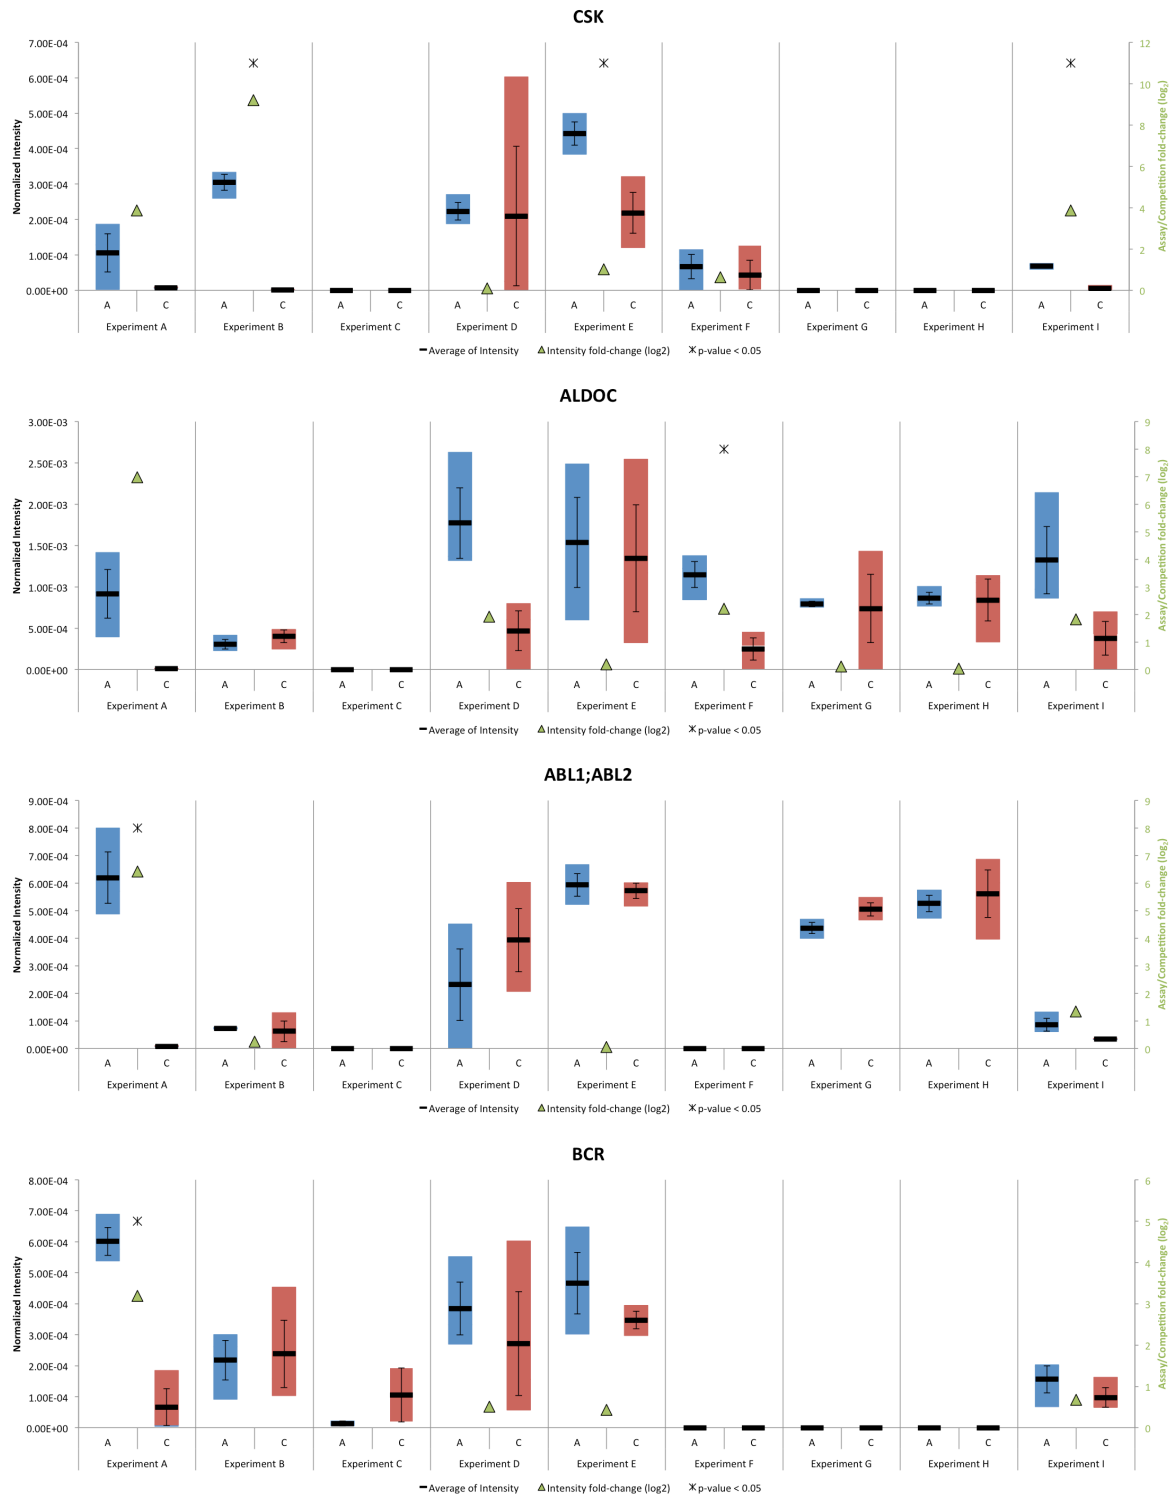 CSK
7.00E-04
6.00E-04
5.00E-04
4.00E-04
3.00E-04
2.00E-04
1.00E-04
0.00E+00
Normalized Intensity
12
10
8
6
4
2
0
Assay/Competition fold-change (log2)
A C A C A C A C A C A C A C A C A C
Experiment A Experiment B Experiment C Experiment D Experiment E Experiment F Experiment G Experiment H Experiment I
Average of Intensity Intensity fold-change (log2) p-value < 0.05
ALDOC
3.00E-03
2.50E-03
2.00E-03
1.50E-03
1.00E-03
5.00E-04
0.00E+00
Normalized Intensity
9
8
7
6
5
4
3
2
1
0
Assay/Competition fold-change (log2)
A C A C A C A C A C A C A C A C A C
Experiment A Experiment B Experiment C Experiment D Experiment E Experiment F Experiment G Experiment H Experiment I
Average of Intensity Intensity fold-change (log2) p-value < 0.05
ABL1;ABL2
9.00E-04
8.00E-04
7.00E-04
6.00E-04
5.00E-04
4.00E-04
3.00E-04
2.00E-04
1.00E-04
0.00E+00
Normalized Intensity
9
8
7
6
5
4
3
2
1
0
Assay/Competition fold-change (log2)
A C A C A C A C A C A C A C A C A C
Experiment A Experiment B Experiment C Experiment D Experiment E Experiment F Experiment G Experiment H Experiment I
Average of Intensity Intensity fold-change (log2) p-value < 0.05
BCR
8.00E-04
7.00E-04
6.00E-04
5.00E-04
4.00E-04
3.00E-04
2.00E-04
1.00E-04
0.00E+00
Normalized Intensity
6
5
4
3
2
1
0
Assay/Competition fold-change (log2)
A C A C A C A C A C A C A C A C A C
Experiment A Experiment B Experiment C Experiment D Experiment E Experiment F Experiment G Experiment H Experiment I
Average of Intensity Intensity fold-change (log2) p-value < 0.05